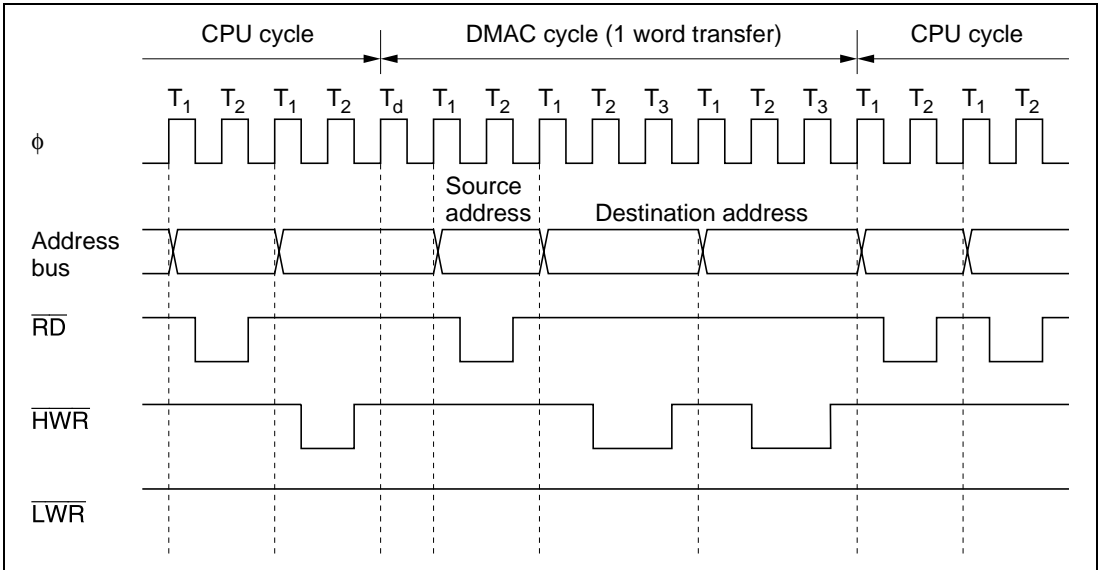 CPU cycle DMAC cycle (1 word transfer) CPU cycle
T1 T2 T1 T2 Td T1 T2 T1 T2 T3 T1 T2 T3 T1 T2 T1 T2
φ
Source
address Destination address
Address
bus
RD
HWR
LWR